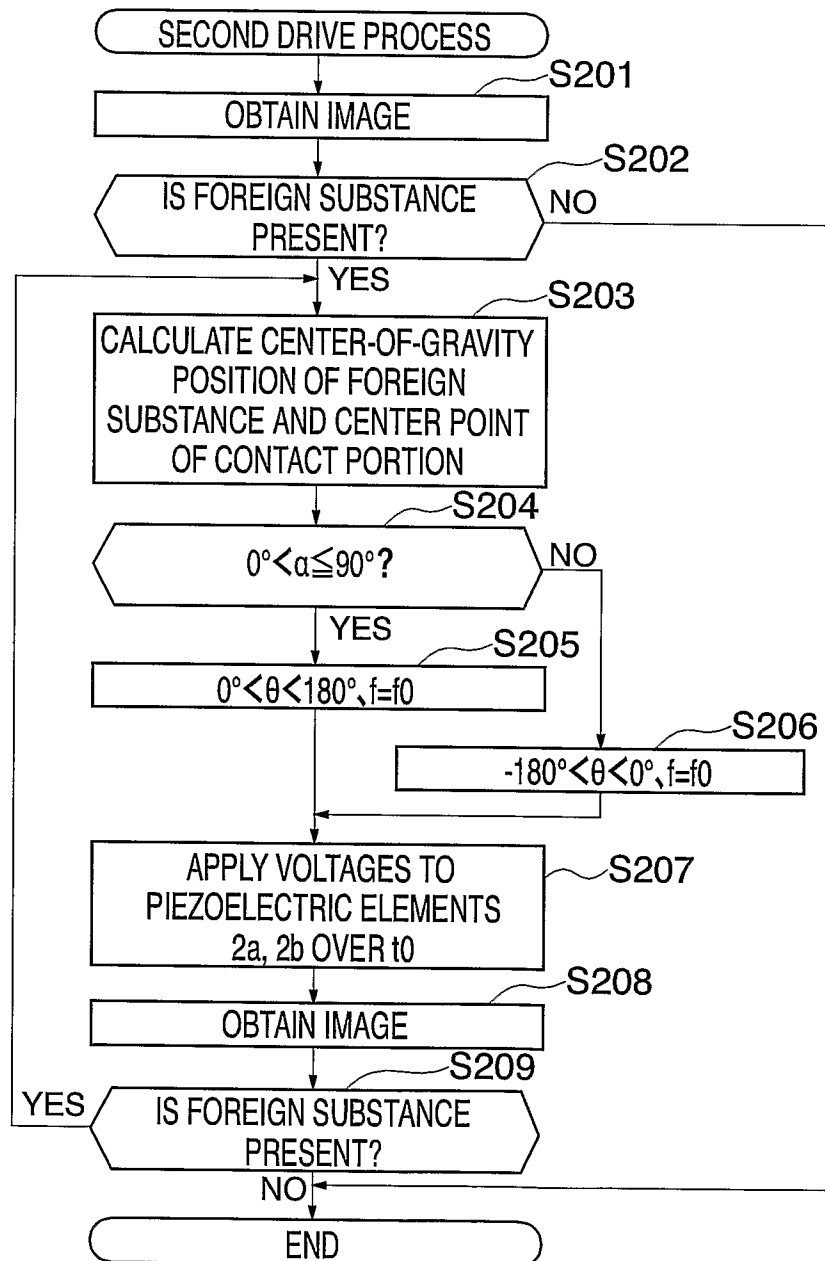 SECOND DRIVE PROCESS
S201
OBTAIN IMAGE
S202
IS FOREIGN SUBSTANCE
PRESENT?
NO
YES
S203
CALCULATE CENTER-OF-GRAVITY
POSITION OF FOREIGN
SUBSTANCE AND CENTER POINT
OF CONTACT PORTION
S204
0°<α≦90°?
NO
YES
S205
0°<θ<180°、f=f0
S206
-180°<θ<0°、f=f0
S207
APPLY VOLTAGES TO
PIEZOELECTRIC ELEMENTS
2a, 2b OVER t0
S208
OBTAIN IMAGE
S209
YES
IS FOREIGN SUBSTANCE
PRESENT?
NO
END